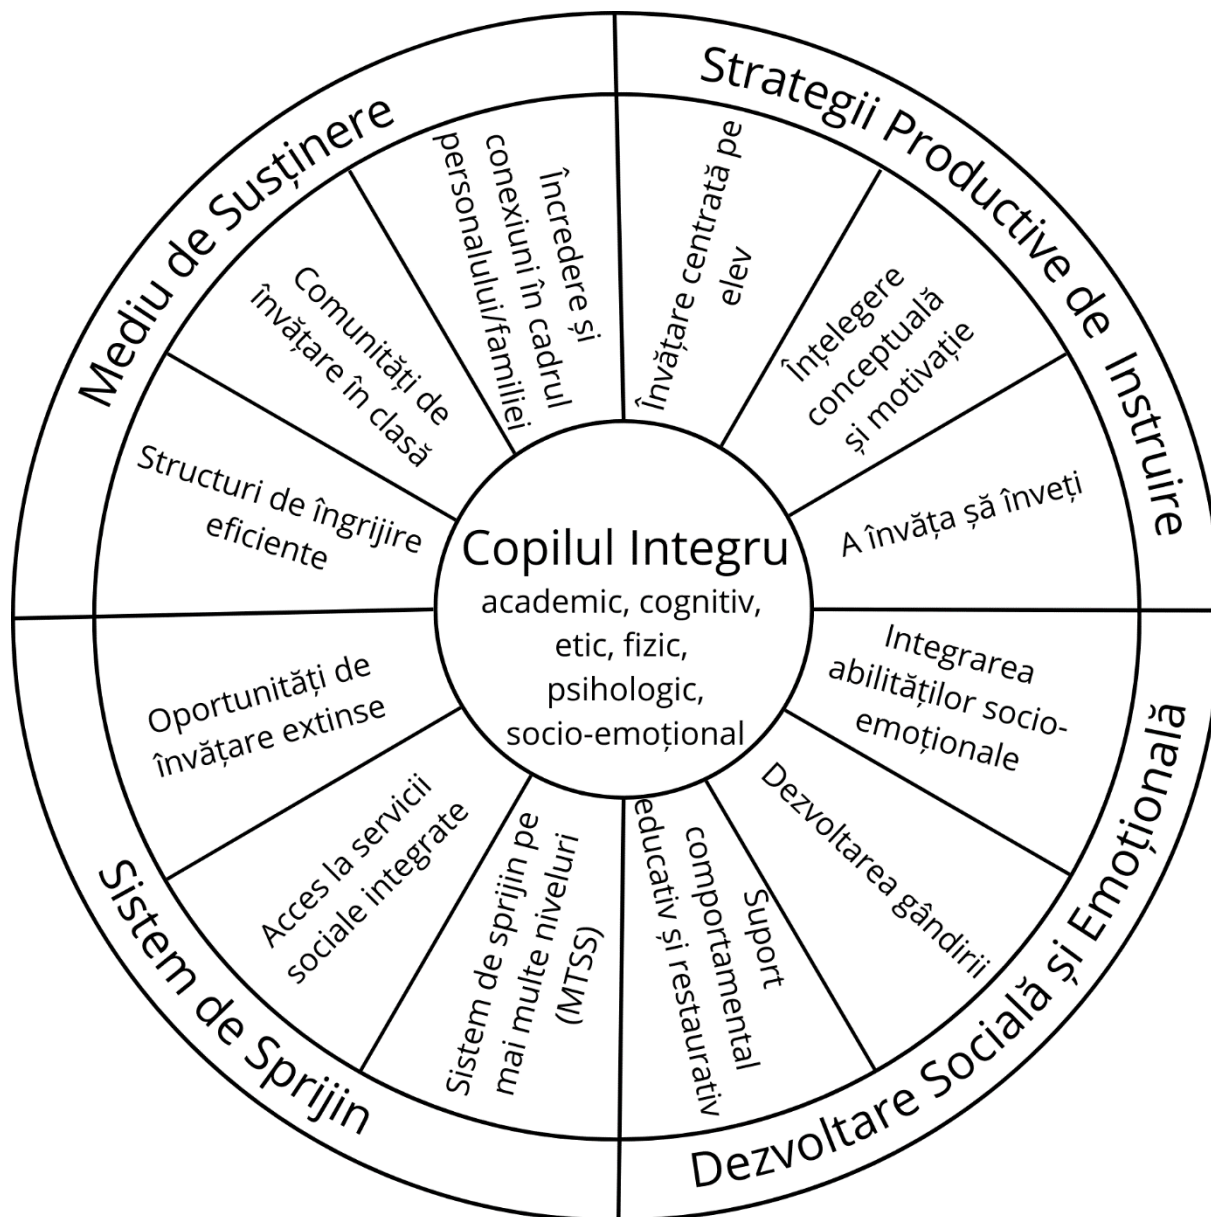 Mediu de Susținere
Strategii Productive de Instruire
Încredere și
conexiuni în cadrul
personalului/familiei
Comunități de
învățare în clasă
Structuri de îngrijire
eficiente
Învățare centrată pe
elev
Înțelegere
conceptuală
și motivație
A învăța șă înveți
Copilul Integru
academic, cognitiv,
etic, fizic,
psihologic,
socio-emoțional
Oportunități de
învățare extinse
Acces la servicii
sociale integrate
Sistem de sprijin pe
mai multe niveluri
(MTSS)
Integrarea
abilităților socio-
emoționale
Dezvoltarea gândirii
Suport
comportamental
educativ și restaurativ
Sistem de Sprijin
Dezvoltare Socială și Emoțională